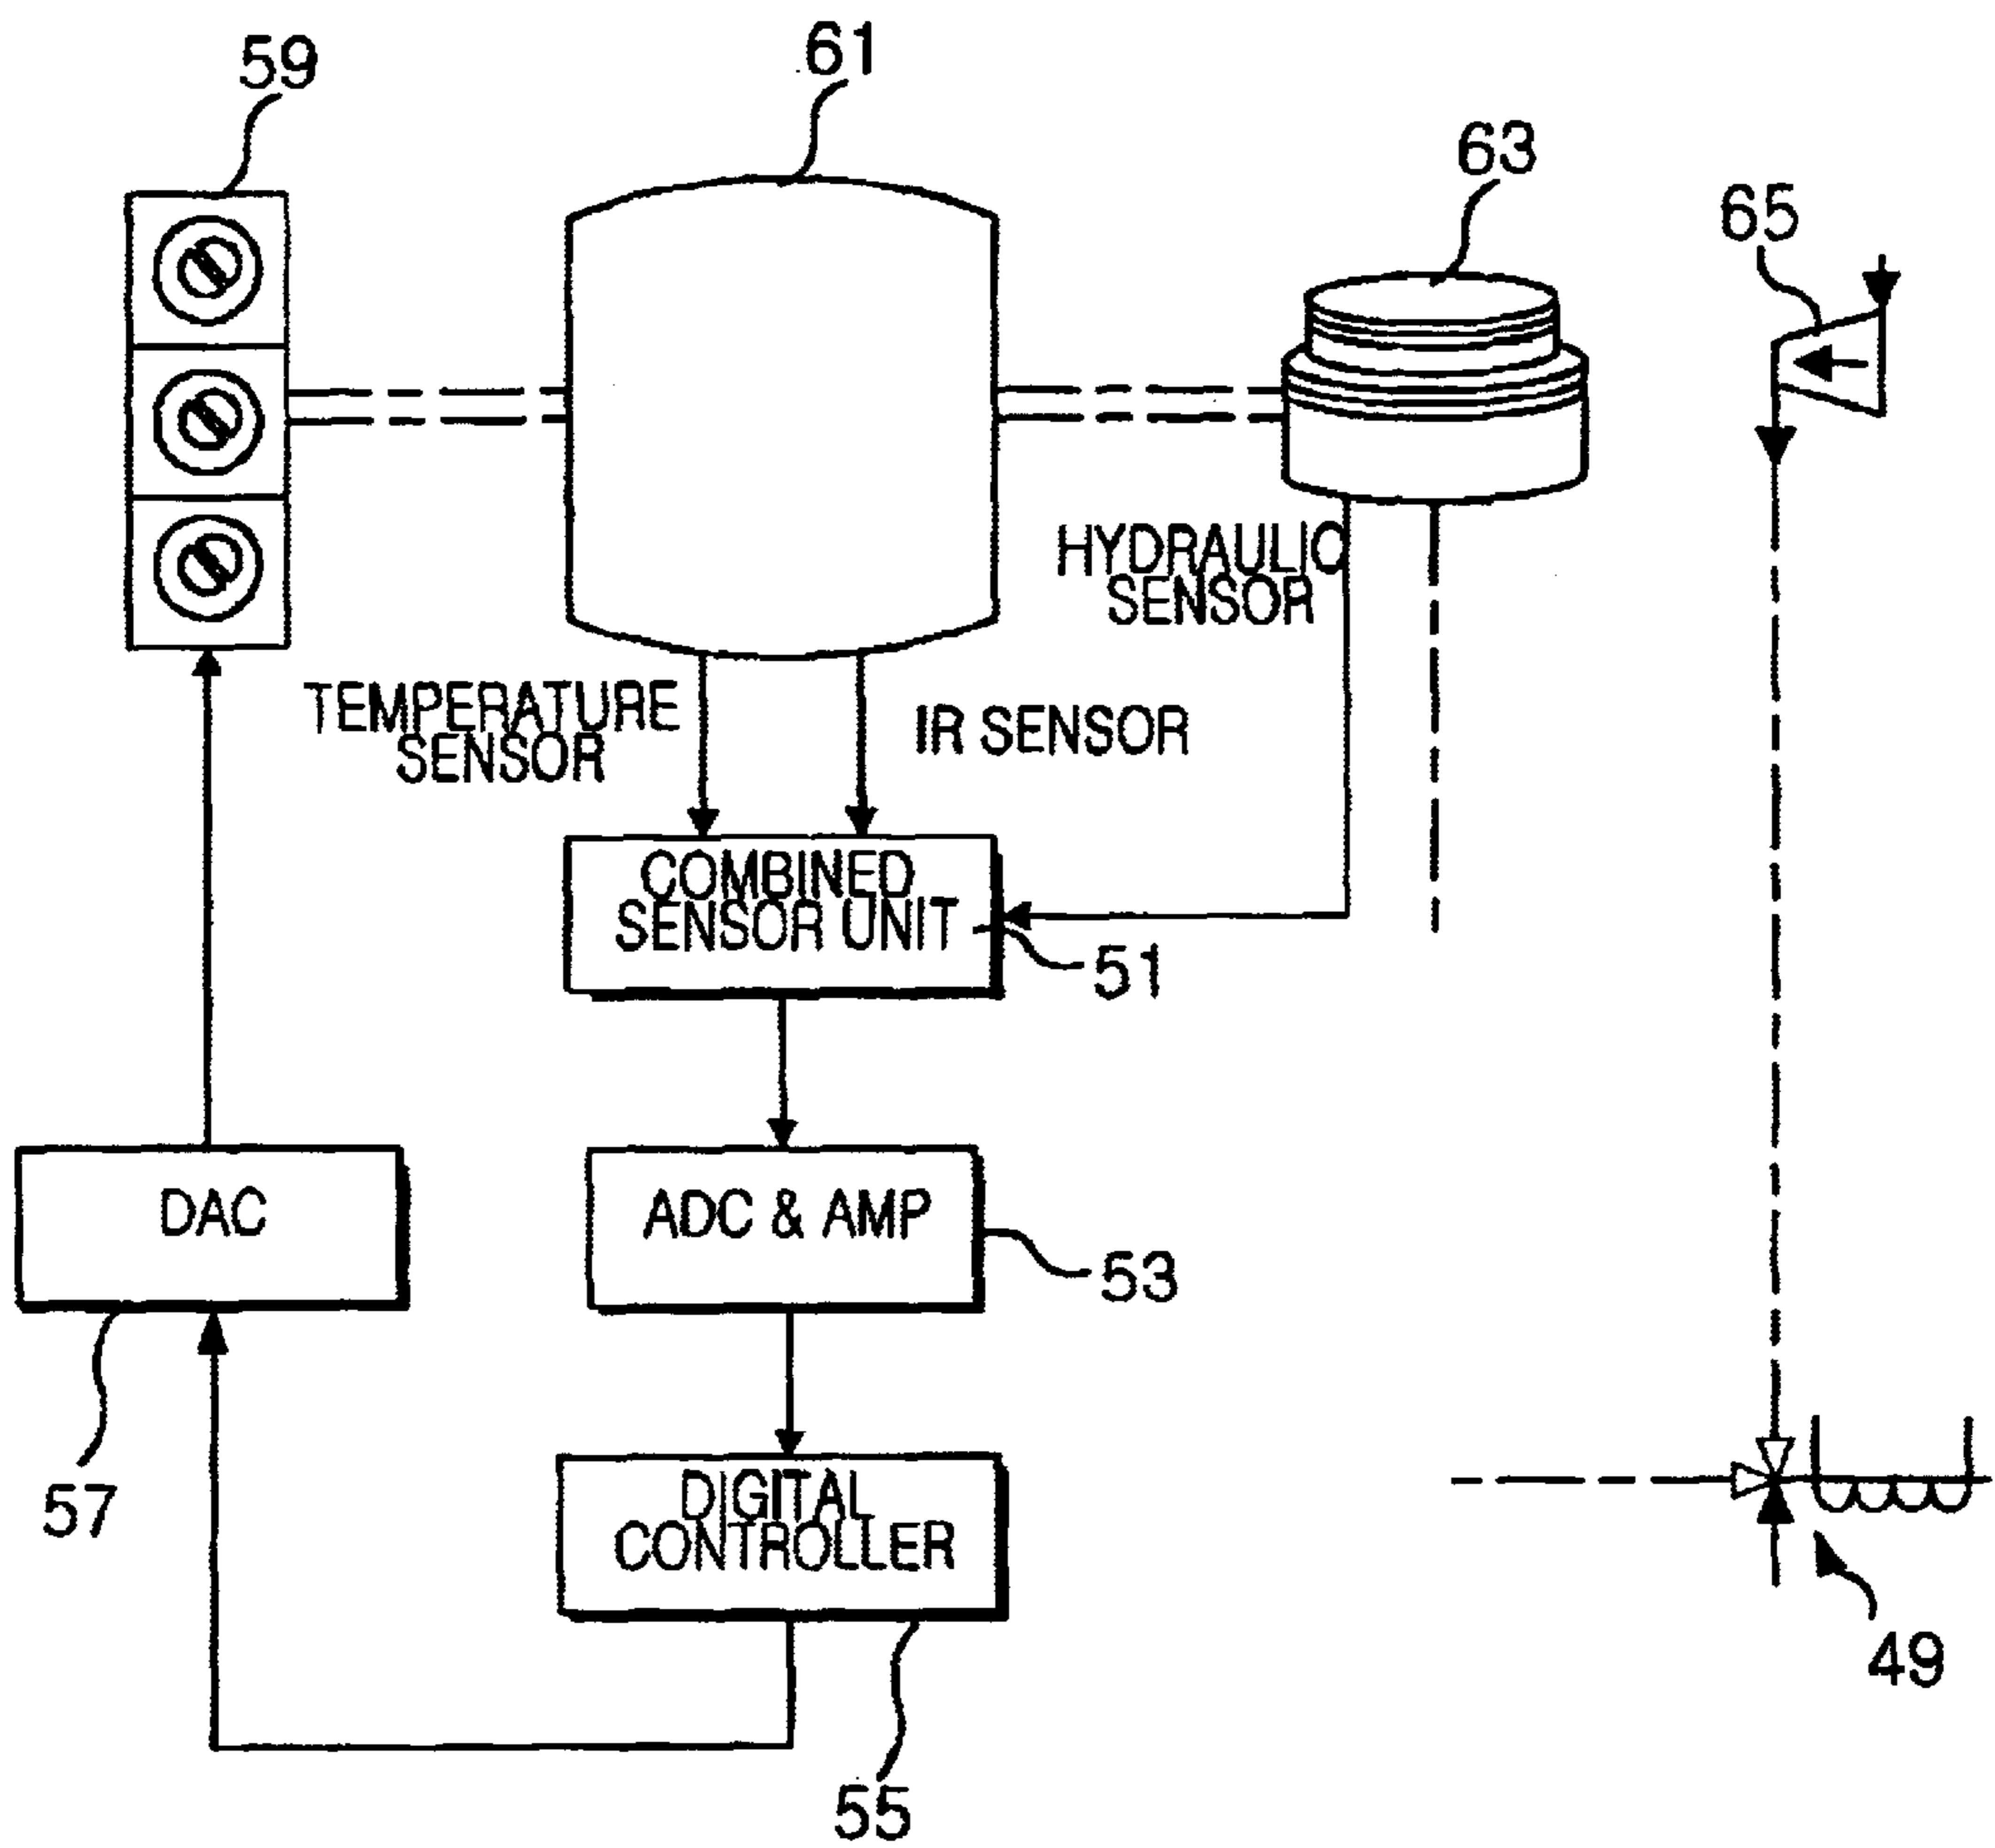 59
61
63
65
HYDRAULIC
SENSOR
TEMPERATURE
SENSOR
IR SENSOR
COMBINED
SENSOR UNIT
51
DAC
ADC & AMP
53
57
DIGITAL
CONTROLLER
49
55